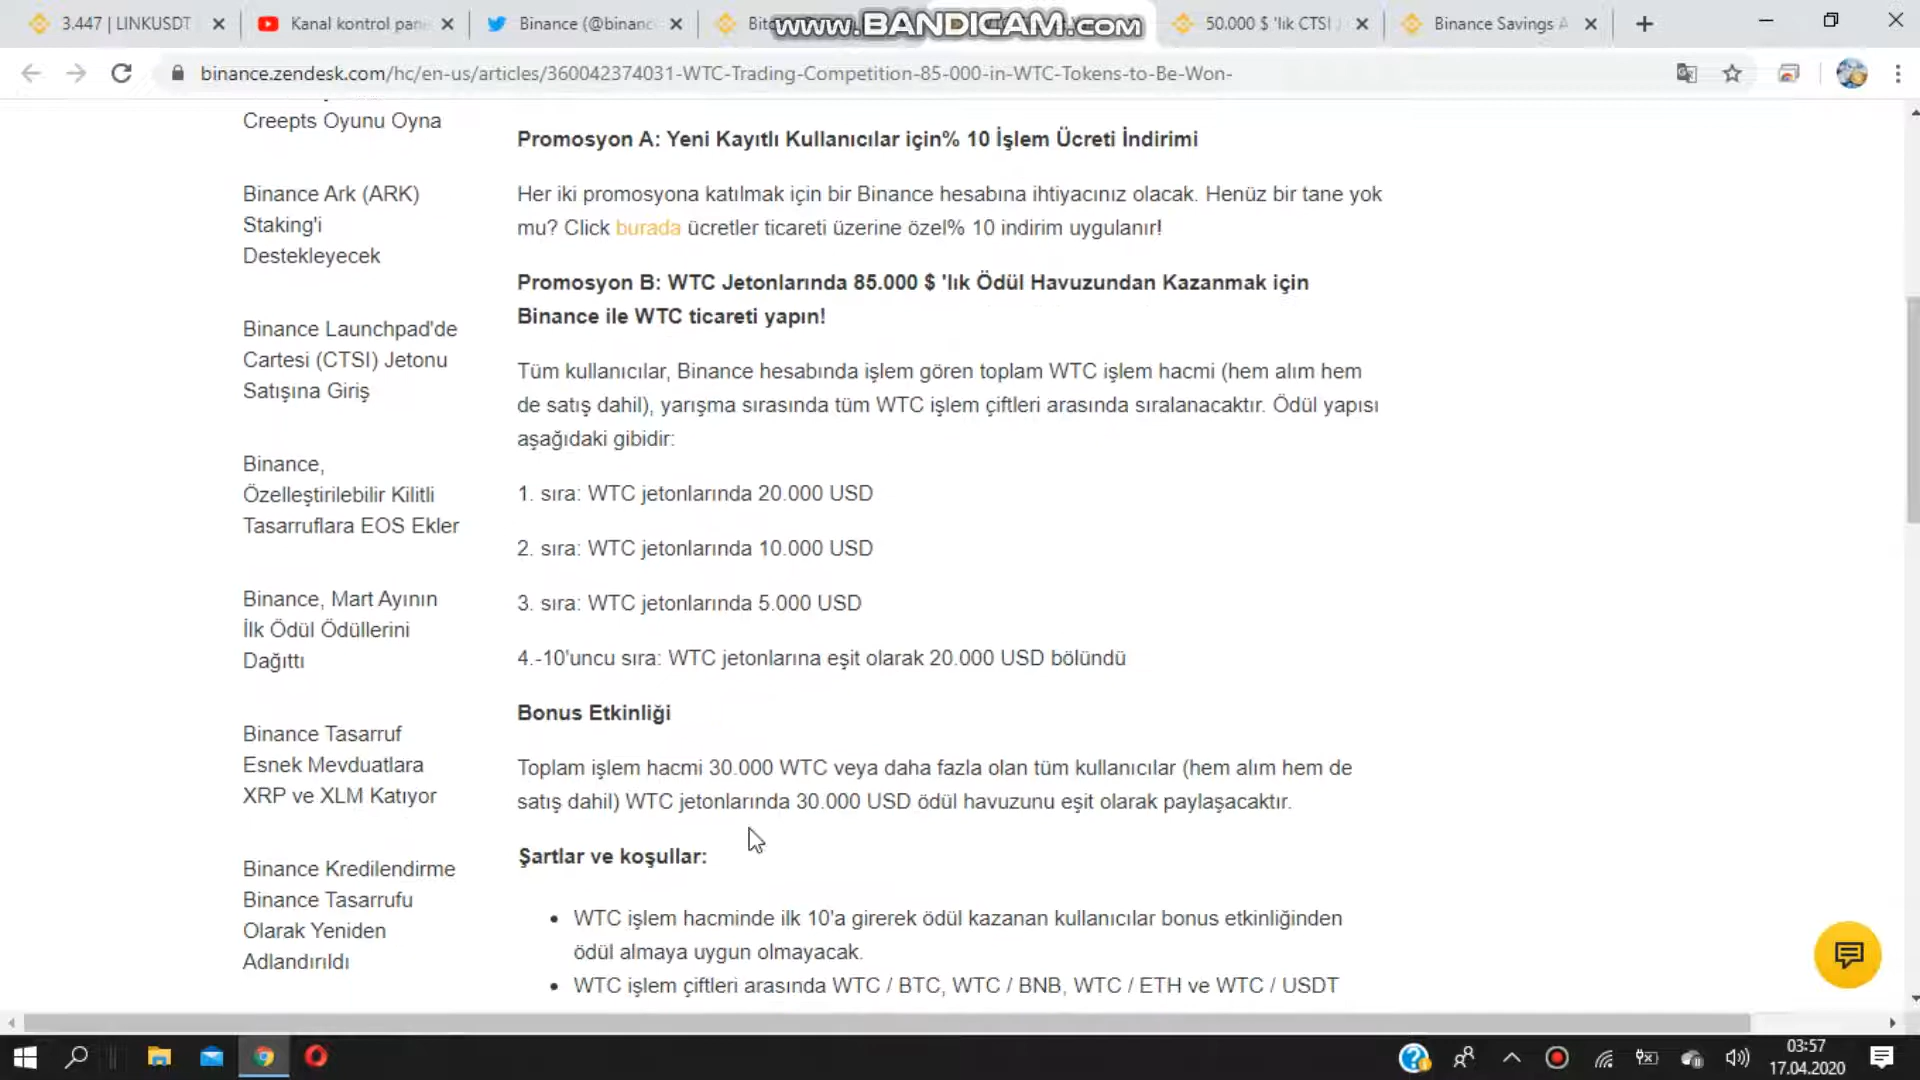 3.447 | LINKUSDT
Kanal kontrol pan
Binance (@binanc
www.BANDICAM.com
50.000 $ 'lık CTSI
Binance Savings A
binance.zendesk.com/hc/en-us/articles/360042374031-WTC-Trading-Competition-85-000-in-WTC-Tokens-to-Be-Won-
Creepts Oyunu Oyna
Binance Ark (ARK)
Staking'i
Destekleyecek
Binance Launchpad'de
Cartesi (CTSI) Jetonu
Satışına Giriş
Binance,
Özelleştirilebilir Kilitli
Tasarruflara EOS Ekler
Binance, Mart Ayının
İlk Ödül Ödüllerini
Dağıttı
Binance Tasarruf
Esnek Mevduatlara
XRP ve XLM Katıyor
Binance Kredilendirme
Binance Tasarrufu
Olarak Yeniden
Adlandırıldı
Promosyon A: Yeni Kayıtlı Kullanıcılar için% 10 İşlem Ücreti İndirimi
Her iki promosyona katılmak için bir Binance hesabına ihtiyacınız olacak. Henüz bir tane yok
mu? Click burada ücretler ticareti üzerine özel% 10 indirim uygulanır!
Promosyon B: WTC Jetonlarında 85.000 $ 'lık Ödül Havuzundan Kazanmak için
Binance ile WTC ticareti yapın!
Tüm kullanıcılar, Binance hesabında işlem gören toplam WTC işlem hacmi (hem alım hem
de satış dahil), yarışma sırasında tüm WTC işlem çiftleri arasında sıralanacaktır. Ödül yapısı
aşağıdaki gibidir:
1. sıra: WTC jetonlarında 20.000 USD
2. sıra: WTC jetonlarında 10.000 USD
3. sıra: WTC jetonlarında 5.000 USD
4.-10'uncu sıra: WTC jetonlarına eşit olarak 20.000 USD bölündü
Bonus Etkinliği
Toplam işlem hacmi 30.000 WTC veya daha fazla olan tüm kullanıcılar (hem alım hem de
satış dahil) WTC jetonlarında 30.000 USD ödül havuzunu eşit olarak paylaşacaktır.
Şartlar ve koşullar:
• WTC işlem hacminde ilk 10'a girerek ödül kazanan kullanıcılar bonus etkinliğinden
ödül almaya uygun olmayacak.
• WTC işlem çiftleri arasında WTC / BTC, WTC / BNB, WTC / ETH ve WTC / USDT
03:57
17.04.2020